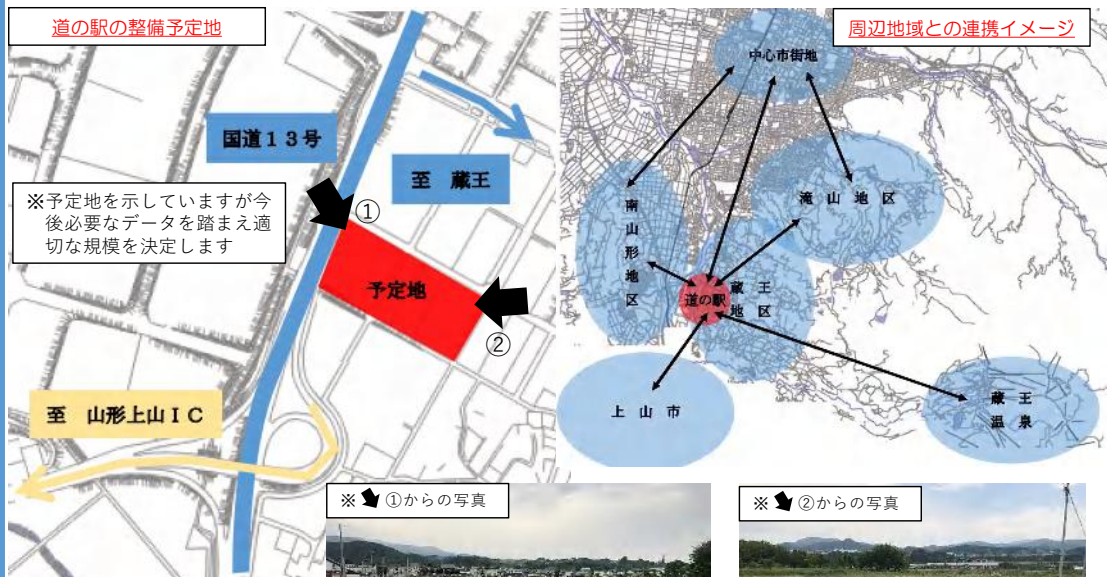 道の駅の整備予定地
国道13号
至 蔵王
※予定地を示していますが今
後必要なデータを踏まえ適
切な規模を決定します
①
予定地
②
至 山形上山IC
周辺地域との連携イメージ
中心市街地
滝山地区
南山形地区
道の駅
蔵王
地区
上山市
蔵王
温泉
※ ①からの写真
※ ②からの写真